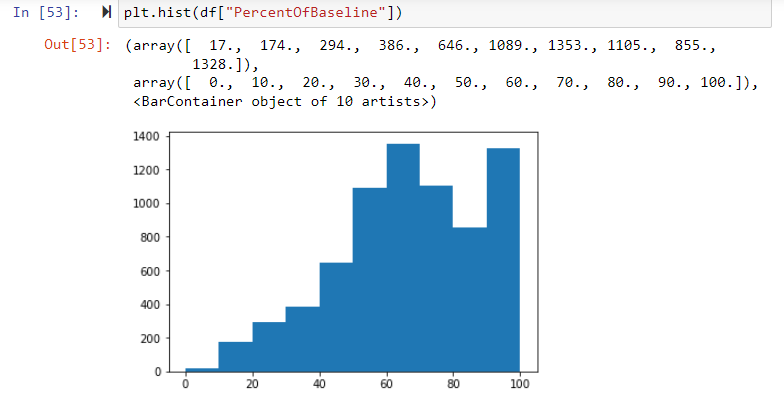 In [53]: plt.hist(df["PercentOfBaseline"])
Out[53]: (array([  17.,  174.,  294.,  386.,  646., 1089., 1353., 1105.,  855.,
1328.]),
array([  0.,  10.,  20.,  30.,  40.,  50.,  60.,  70.,  80.,  90., 100.]),
<BarContainer object of 10 artists>)
1400
1200
1000
800
600
400
200
0
0 20 40 60 80 100